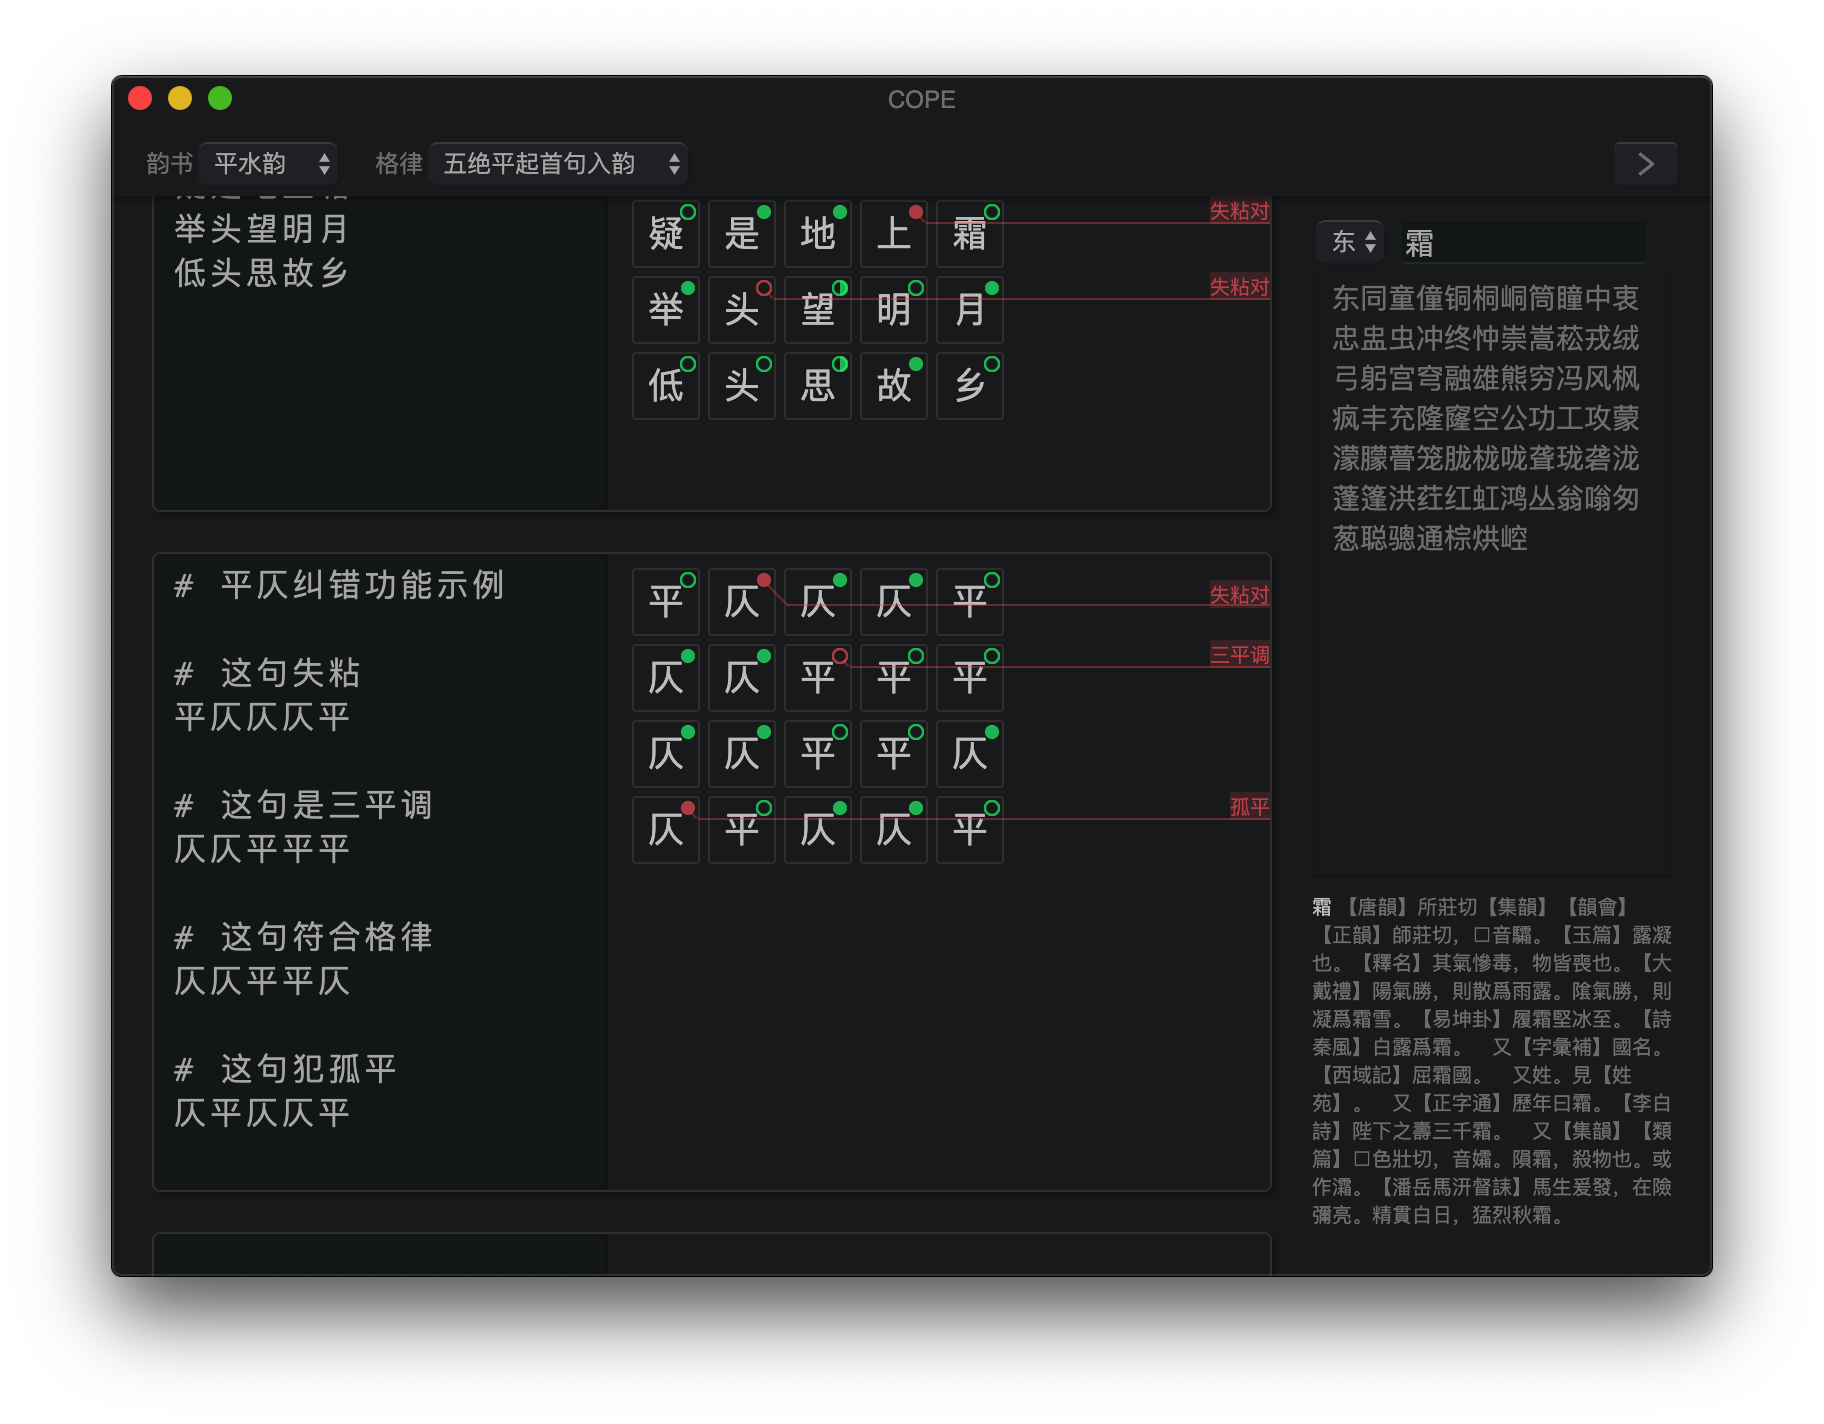 COPE
韵书 平水韵 格律 五绝平起首句入韵
举头望明月
低头思故乡
疑是地上霜 失粘对
举头望明月 失粘对
低头思故乡
# 平仄纠错功能示例
# 这句失粘
平仄仄仄平
# 这句是三平调
仄仄平平平
# 这句符合格律
仄仄平平仄
# 这句犯孤平
仄平仄仄平
平仄仄仄平 失粘对
仄仄平平平 三平调
仄仄平平仄
仄平仄仄平 孤平
东 霜
东同童僮铜桐峒筒瞳中衷
忠盅虫冲终忡崇嵩菘戎绒
弓躬宫穹融雄熊穷冯风枫
疯丰充隆窿空公功工攻蒙
濛朦瞢笼胧栊咙聋珑砻泷
蓬篷洪荭红虹鸿丛翁嗡匆
葱聪骢通棕烘崆
霜 【唐韻】所莊切【集韻】【韻會】
【正韻】師莊切，□音驦。【玉篇】露凝
也。【釋名】其氣慘毒，物皆喪也。【大
戴禮】陽氣勝，則散爲雨露。隂氣勝，則
凝爲霜雪。【易坤卦】履霜堅冰至。【詩
秦風】白露爲霜。 又【字彙補】國名。
【西域記】屈霜國。 又姓。見【姓
苑】。 又【正字通】歷年曰霜。【李白
詩】陛下之壽三千霜。 又【集韻】【類
篇】□色壯切，音孀。隕霜，殺物也。或
作灀。【潘岳馬汧督誄】馬生爰發，在險
彌亮。精貫白日，猛烈秋霜。